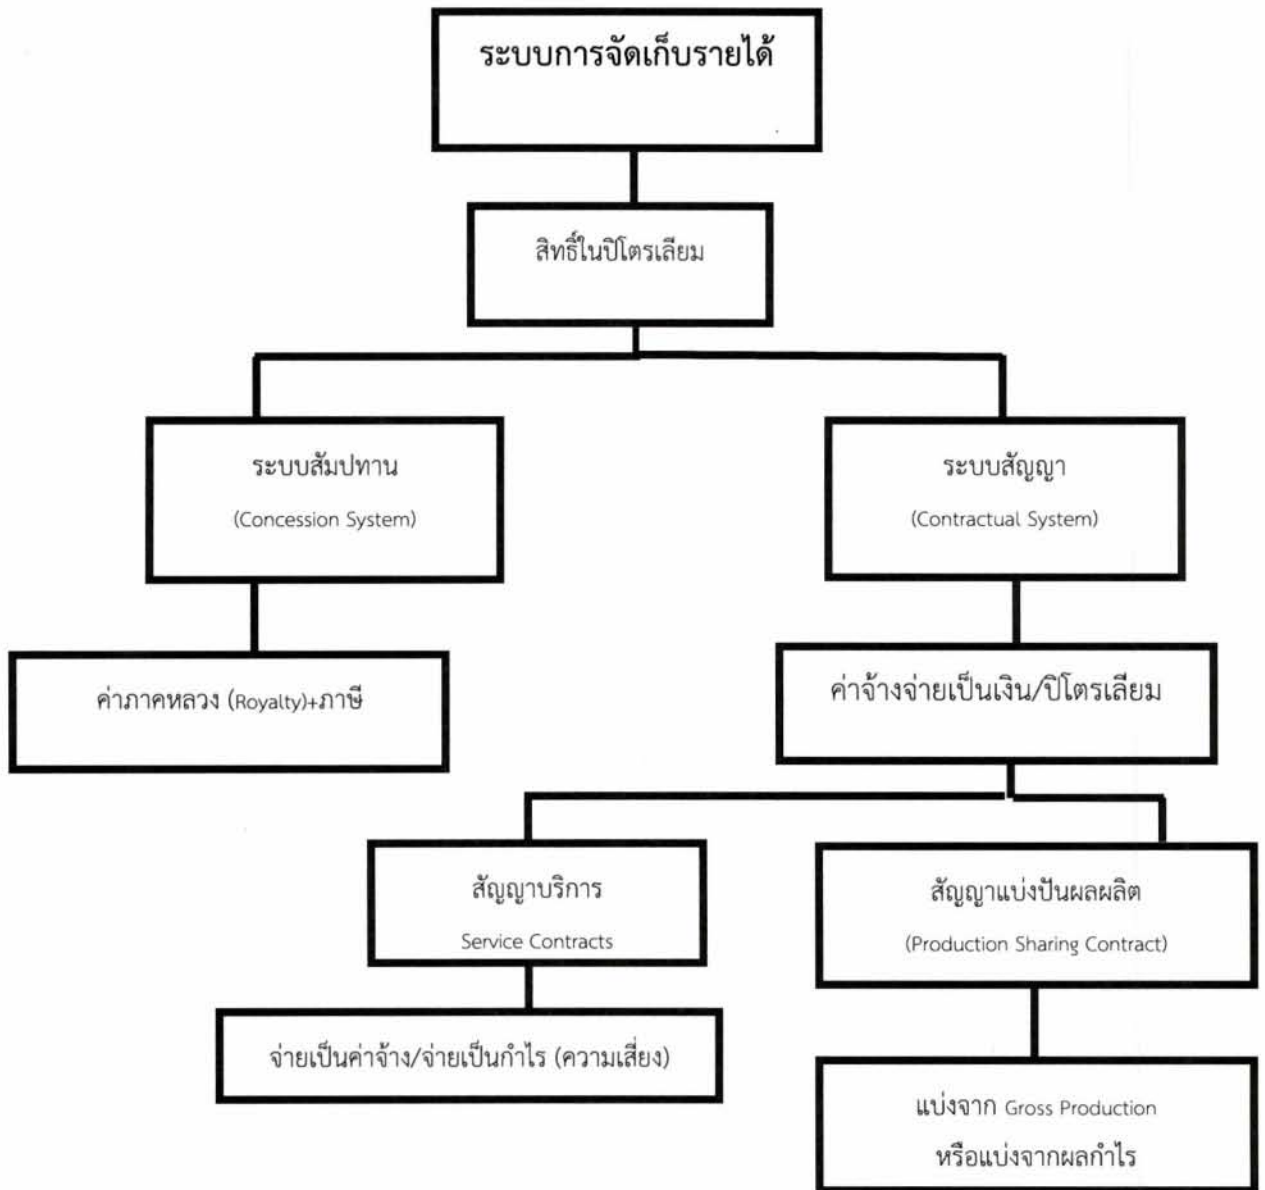 ระบบการจัดเก็บรายได้
สิทธิ์ในปิโตรเลียม
ระบบสัมปทาน
(Concession System)
ระบบสัญญา
(Contractual System)
ค่าภาคหลวง (Royalty)+ภาษี
ค่าจ้างจ่ายเป็นเงิน/ปิโตรเลียม
สัญญาบริการ
Service Contracts
สัญญาแบ่งปันผลผลิต
(Production Sharing Contract)
จ่ายเป็นค่าจ้าง/จ่ายเป็นกำไร (ความเสี่ยง)
แบ่งจาก Gross Production
หรือแบ่งจากผลกำไร